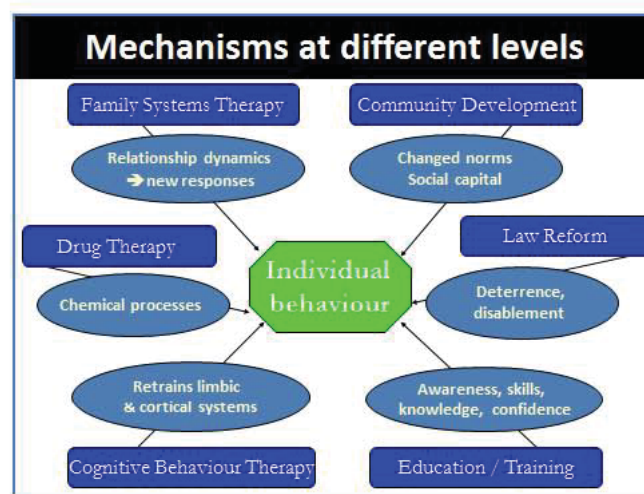 Mechanisms at different levels
Family Systems Therapy
Community Development
Relationship dynamics
➔ new responses
Changed norms
Social capital
Drug Therapy
Law Reform
Individual
behaviour
Chemical processes
Deterrence,
disablement
Retrains limbic
& cortical systems
Awareness, skills,
knowledge, confidence
Cognitive Behaviour Therapy
Education / Training